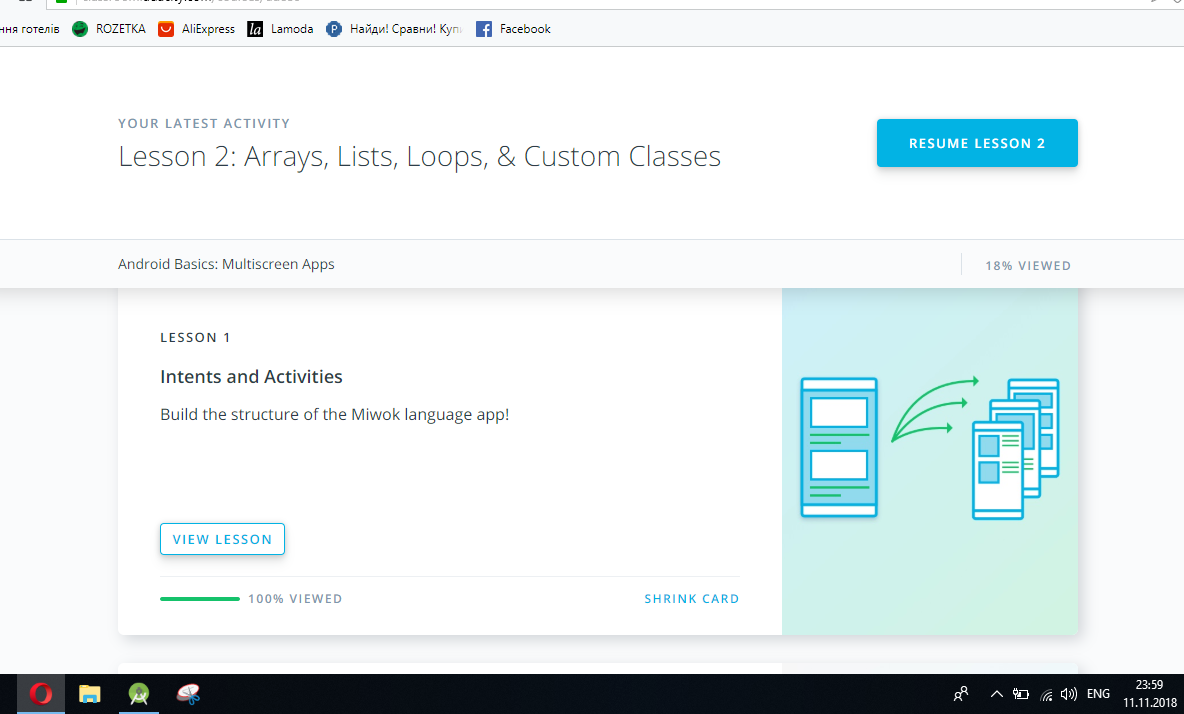 ння готелів ROZETKA AliExpress la Lamoda P Найди! Сравни! Facebook
YOUR LATEST ACTIVITY
Lesson 2: Arrays, Lists, Loops, & Custom Classes
RESUME LESSON 2
Android Basics: Multiscreen Apps
18% VIEWED
LESSON 1
Intents and Activities
Build the structure of the Miwok language app!
VIEW LESSON
100% VIEWED
SHRINK CARD
ENG
23:59
11.11.2018